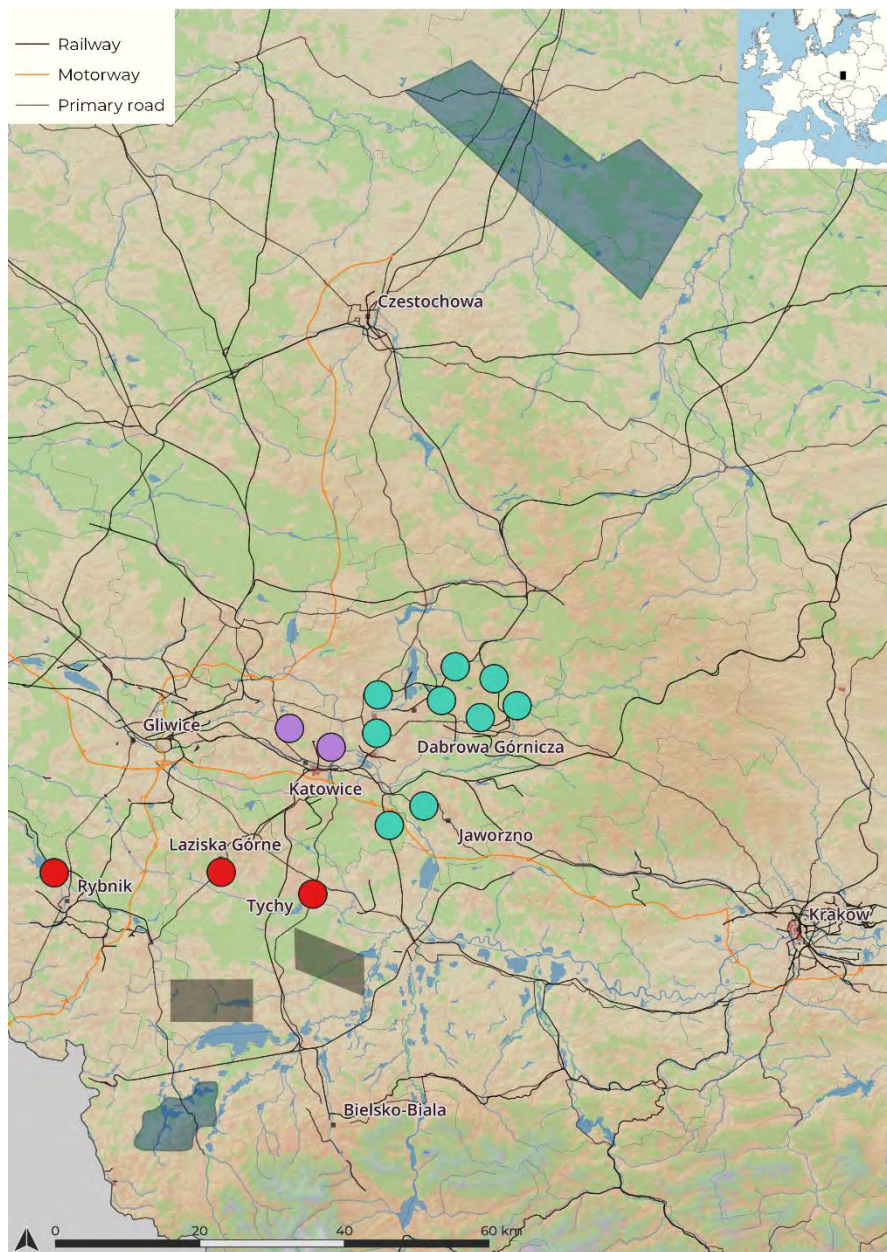 Railway
Motorway
Primary road
Czestochowa
Gliwice
Dabrowa Górnicza
Katowice
Laziska Górne
Jaworzno
Rybnik
Tychy
Kraków
Bielsko-Biala
0 20 40 60 km